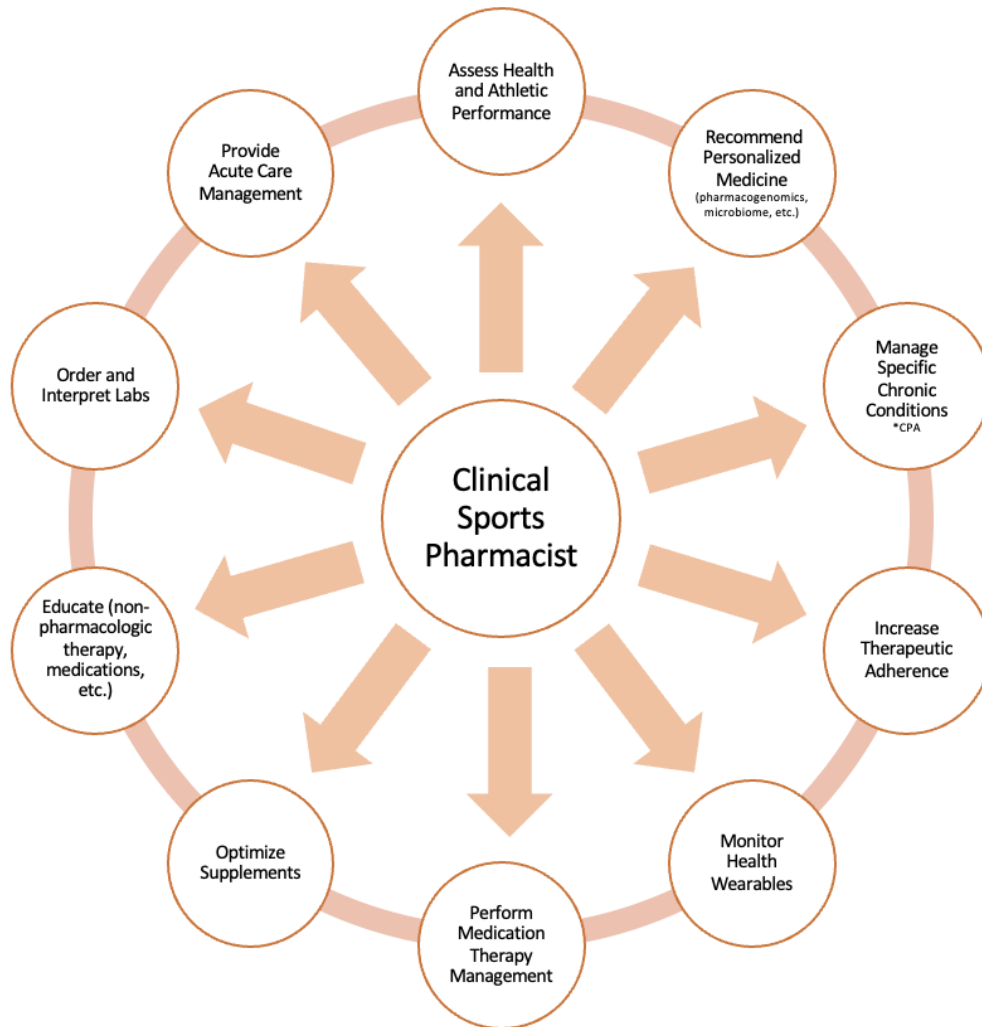 Assess Health
and Athletic
Performance
Recommend
Personalized
Medicine
(pharmacogenomics,
microbiome, etc.)
Manage
Specific
Chronic
Conditions
*CPA
Increase
Therapeutic
Adherence
Monitor
Health
Wearables
Perform
Medication
Therapy
Management
Optimize
Supplements
Educate (non-
pharmacologic
therapy,
medications,
etc.)
Order and
Interpret Labs
Provide
Acute Care
Management
Clinical
Sports
Pharmacist